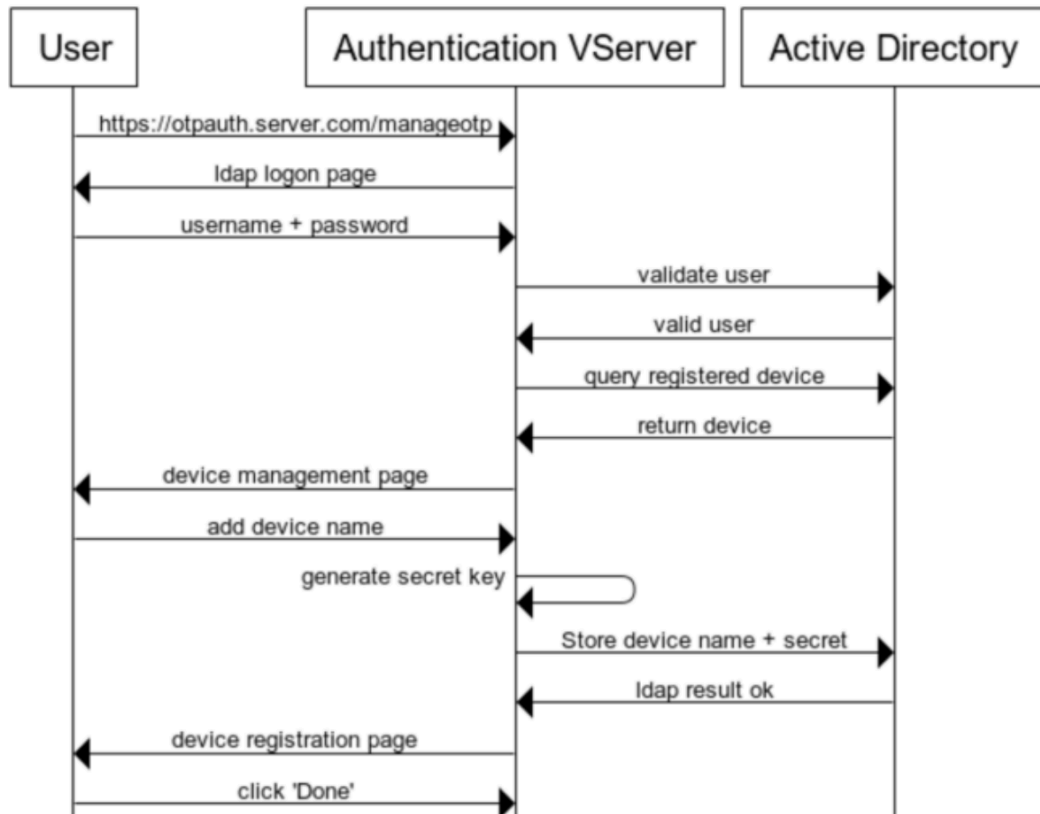 User
Authentication VServer
Active Directory
https://otpauth.server.com/manageotp
ldap logon page
username + password
validate user
valid user
query registered device
return device
device management page
add device name
generate secret key
Store device name + secret
ldap result ok
device registration page
click 'Done'